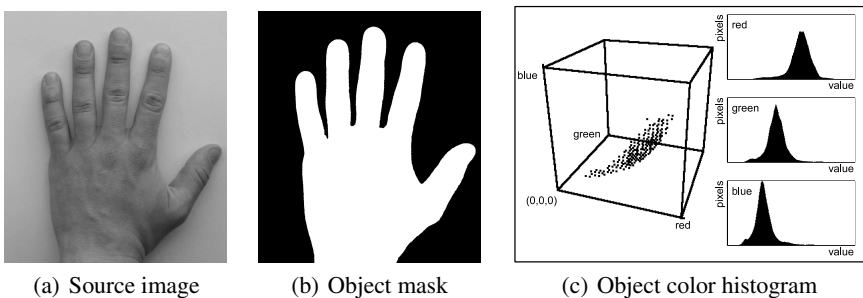 blue
green
(0,0,0)
red
red
pixels
value
green
pixels
value
blue
pixels
value
(a) Source image
(b) Object mask
(c) Object color histogram